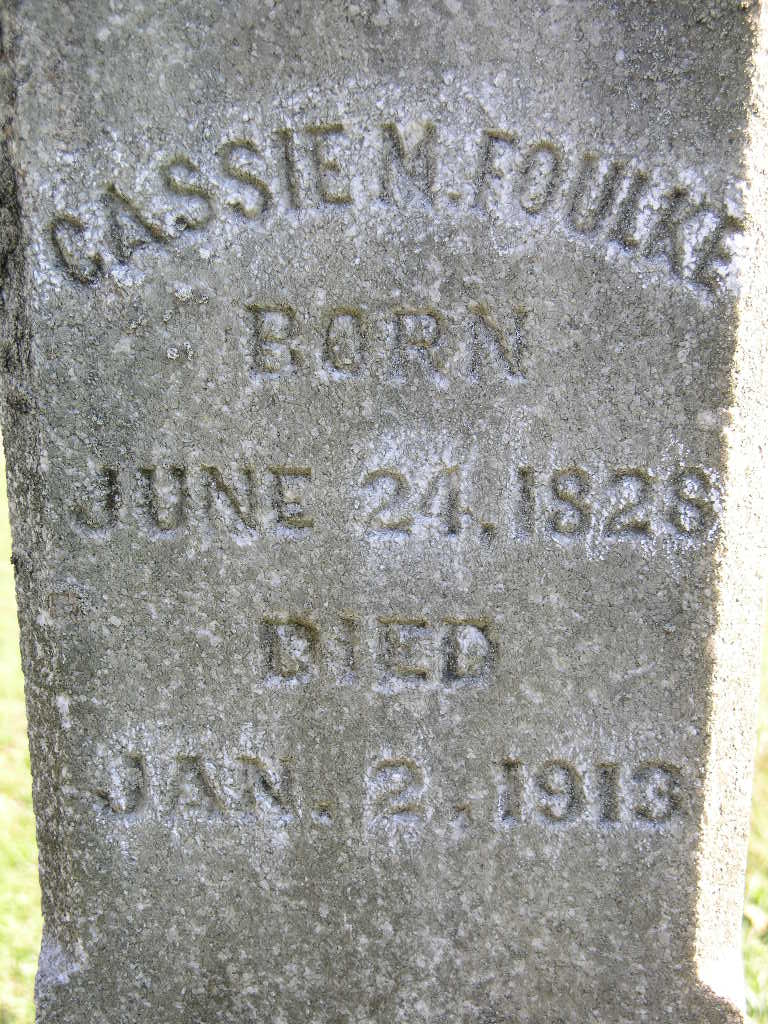 CASSIE M. FOULKE
BORN
JUNE 24, 1828
DIED
JAN. 2, 1913